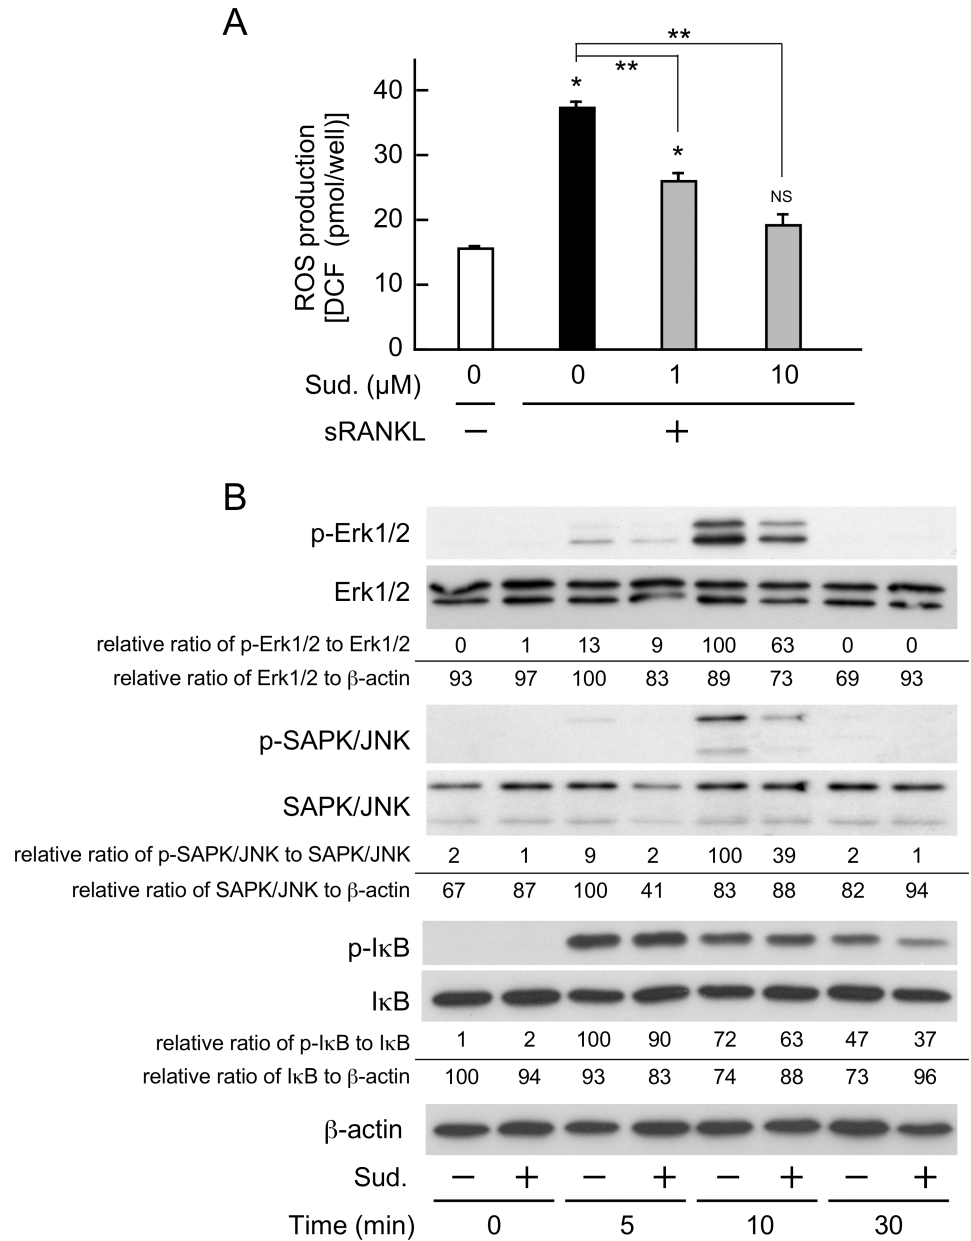 A
**
**
*
*
NS
ROS production
[DCF (pmol/well)]
40
30
20
10
0
Sud. (μM) 0 0 1 10
sRANKL − +
B
p-Erk1/2
Erk1/2
relative ratio of p-Erk1/2 to Erk1/2 0 1 13 9 100 63 0 0
relative ratio of Erk1/2 to β-actin 93 97 100 83 89 73 69 93
p-SAPK/JNK
SAPK/JNK
relative ratio of p-SAPK/JNK to SAPK/JNK 2 1 9 2 100 39 2 1
relative ratio of SAPK/JNK to β-actin 67 87 100 41 83 88 82 94
p-IκB
IκB
relative ratio of p-IκB to IκB 1 2 100 90 72 63 47 37
relative ratio of IκB to β-actin 100 94 93 83 74 88 73 96
β-actin
Sud. − + − + − + − +
Time (min) 0 5 10 30